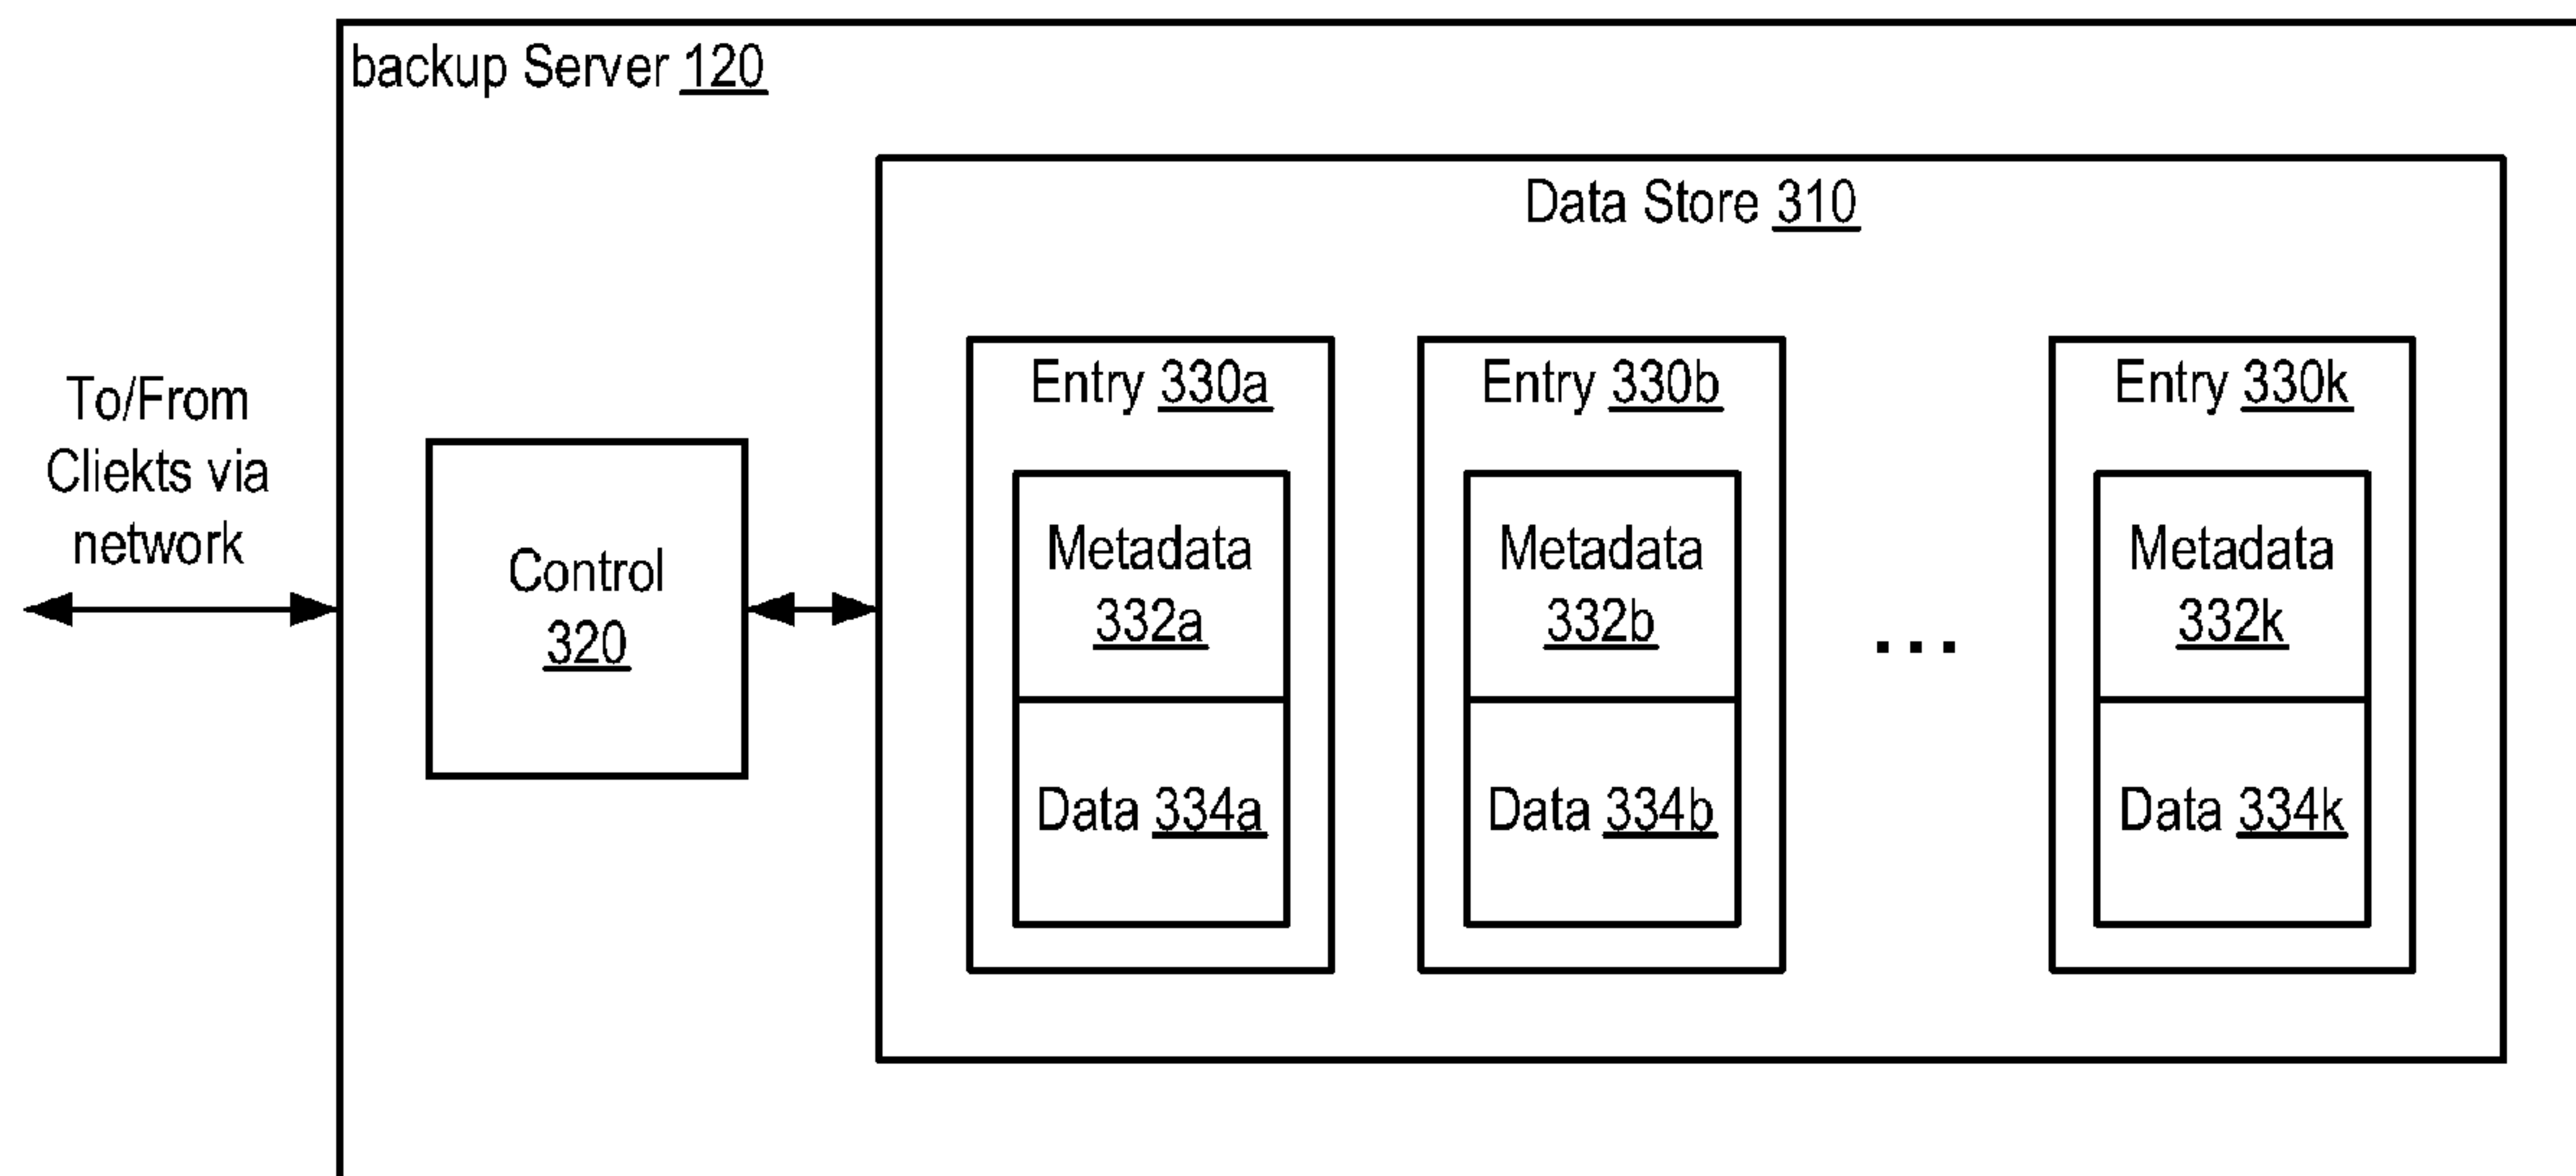 backup Server 120
Data Store 310
To/From
Cliekts via
network
Control
320
Entry 330a
Metadata
332a
Data 334a
Entry 330b
Metadata
332b
Data 334b
...
Entry 330k
Metadata
332k
Data 334k